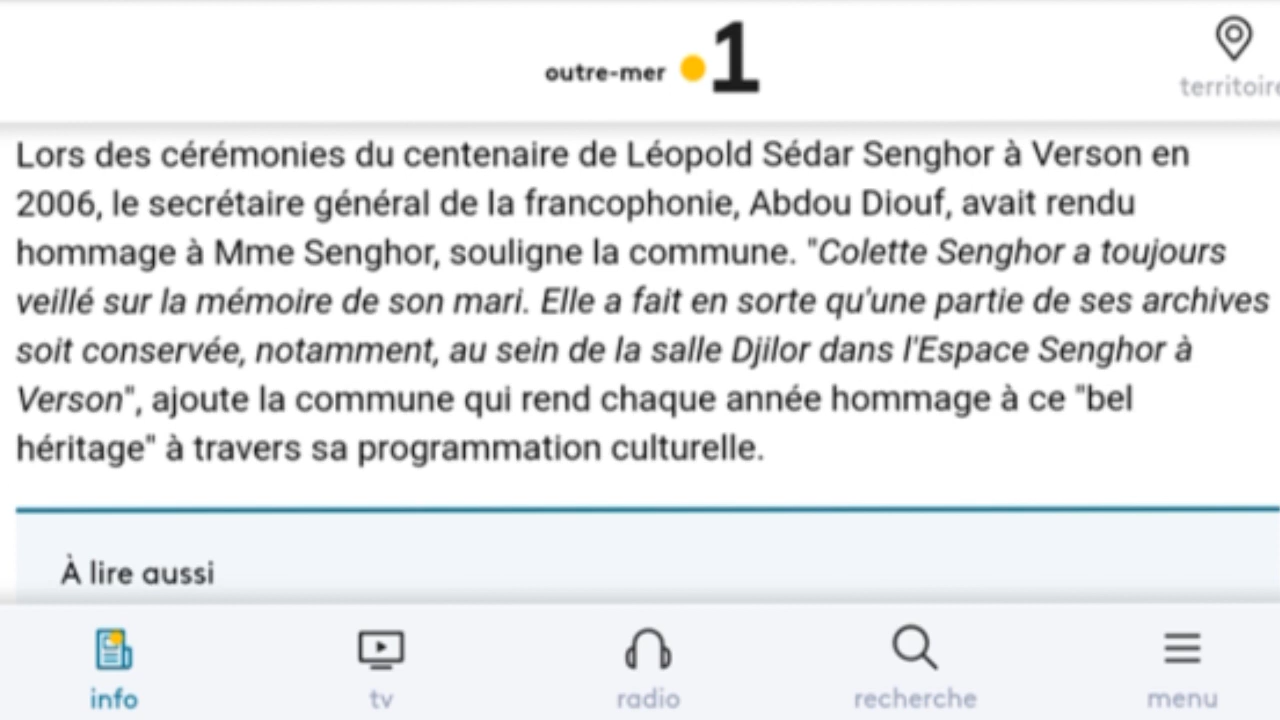 outre-mer 1
territoire
Lors des cérémonies du centenaire de Léopold Sédar Senghor à Verson en
2006, le secrétaire général de la francophonie, Abdou Diouf, avait rendu
hommage à Mme Senghor, souligne la commune. "Colette Senghor a toujours
veillé sur la mémoire de son mari. Elle a fait en sorte qu'une partie de ses archives
soit conservée, notamment, au sein de la salle Djilor dans l'Espace Senghor à
Verson", ajoute la commune qui rend chaque année hommage à ce "bel
héritage" à travers sa programmation culturelle.
À lire aussi
info tv radio recherche menu